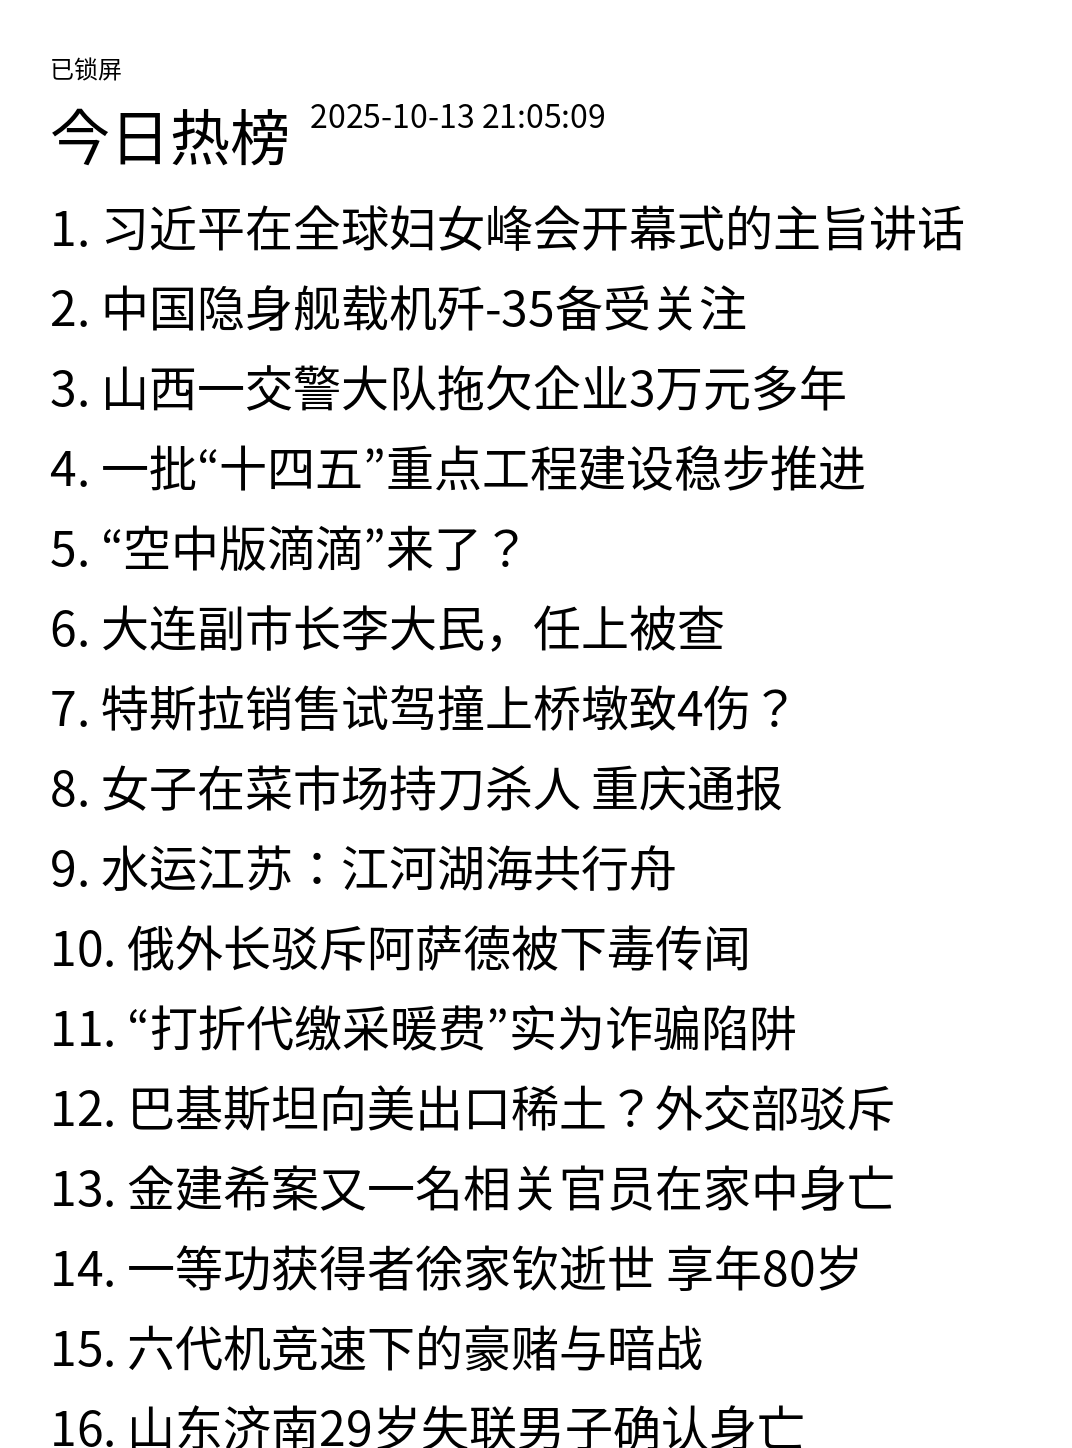 已锁屏
今日热榜 2025-10-13 21:05:09
1. 习近平在全球妇女峰会开幕式的主旨讲话
2. 中国隐身舰载机歼-35备受关注
3. 山西一交警大队拖欠企业3万元多年
4. 一批“十四五”重点工程建设稳步推进
5. “空中版滴滴”来了？
6. 大连副市长李大民，任上被查
7. 特斯拉销售试驾撞上桥墩致4伤？
8. 女子在菜市场持刀杀人 重庆通报
9. 水运江苏：江河湖海共行舟
10. 俄外长驳斥阿萨德被下毒传闻
11. “打折代缴采暖费”实为诈骗陷阱
12. 巴基斯坦向美出口稀土？外交部驳斥
13. 金建希案又一名相关官员在家中身亡
14. 一等功获得者徐家钦逝世 享年80岁
15. 六代机竞速下的豪赌与暗战
16. 山东济南29岁失联男子确认身亡